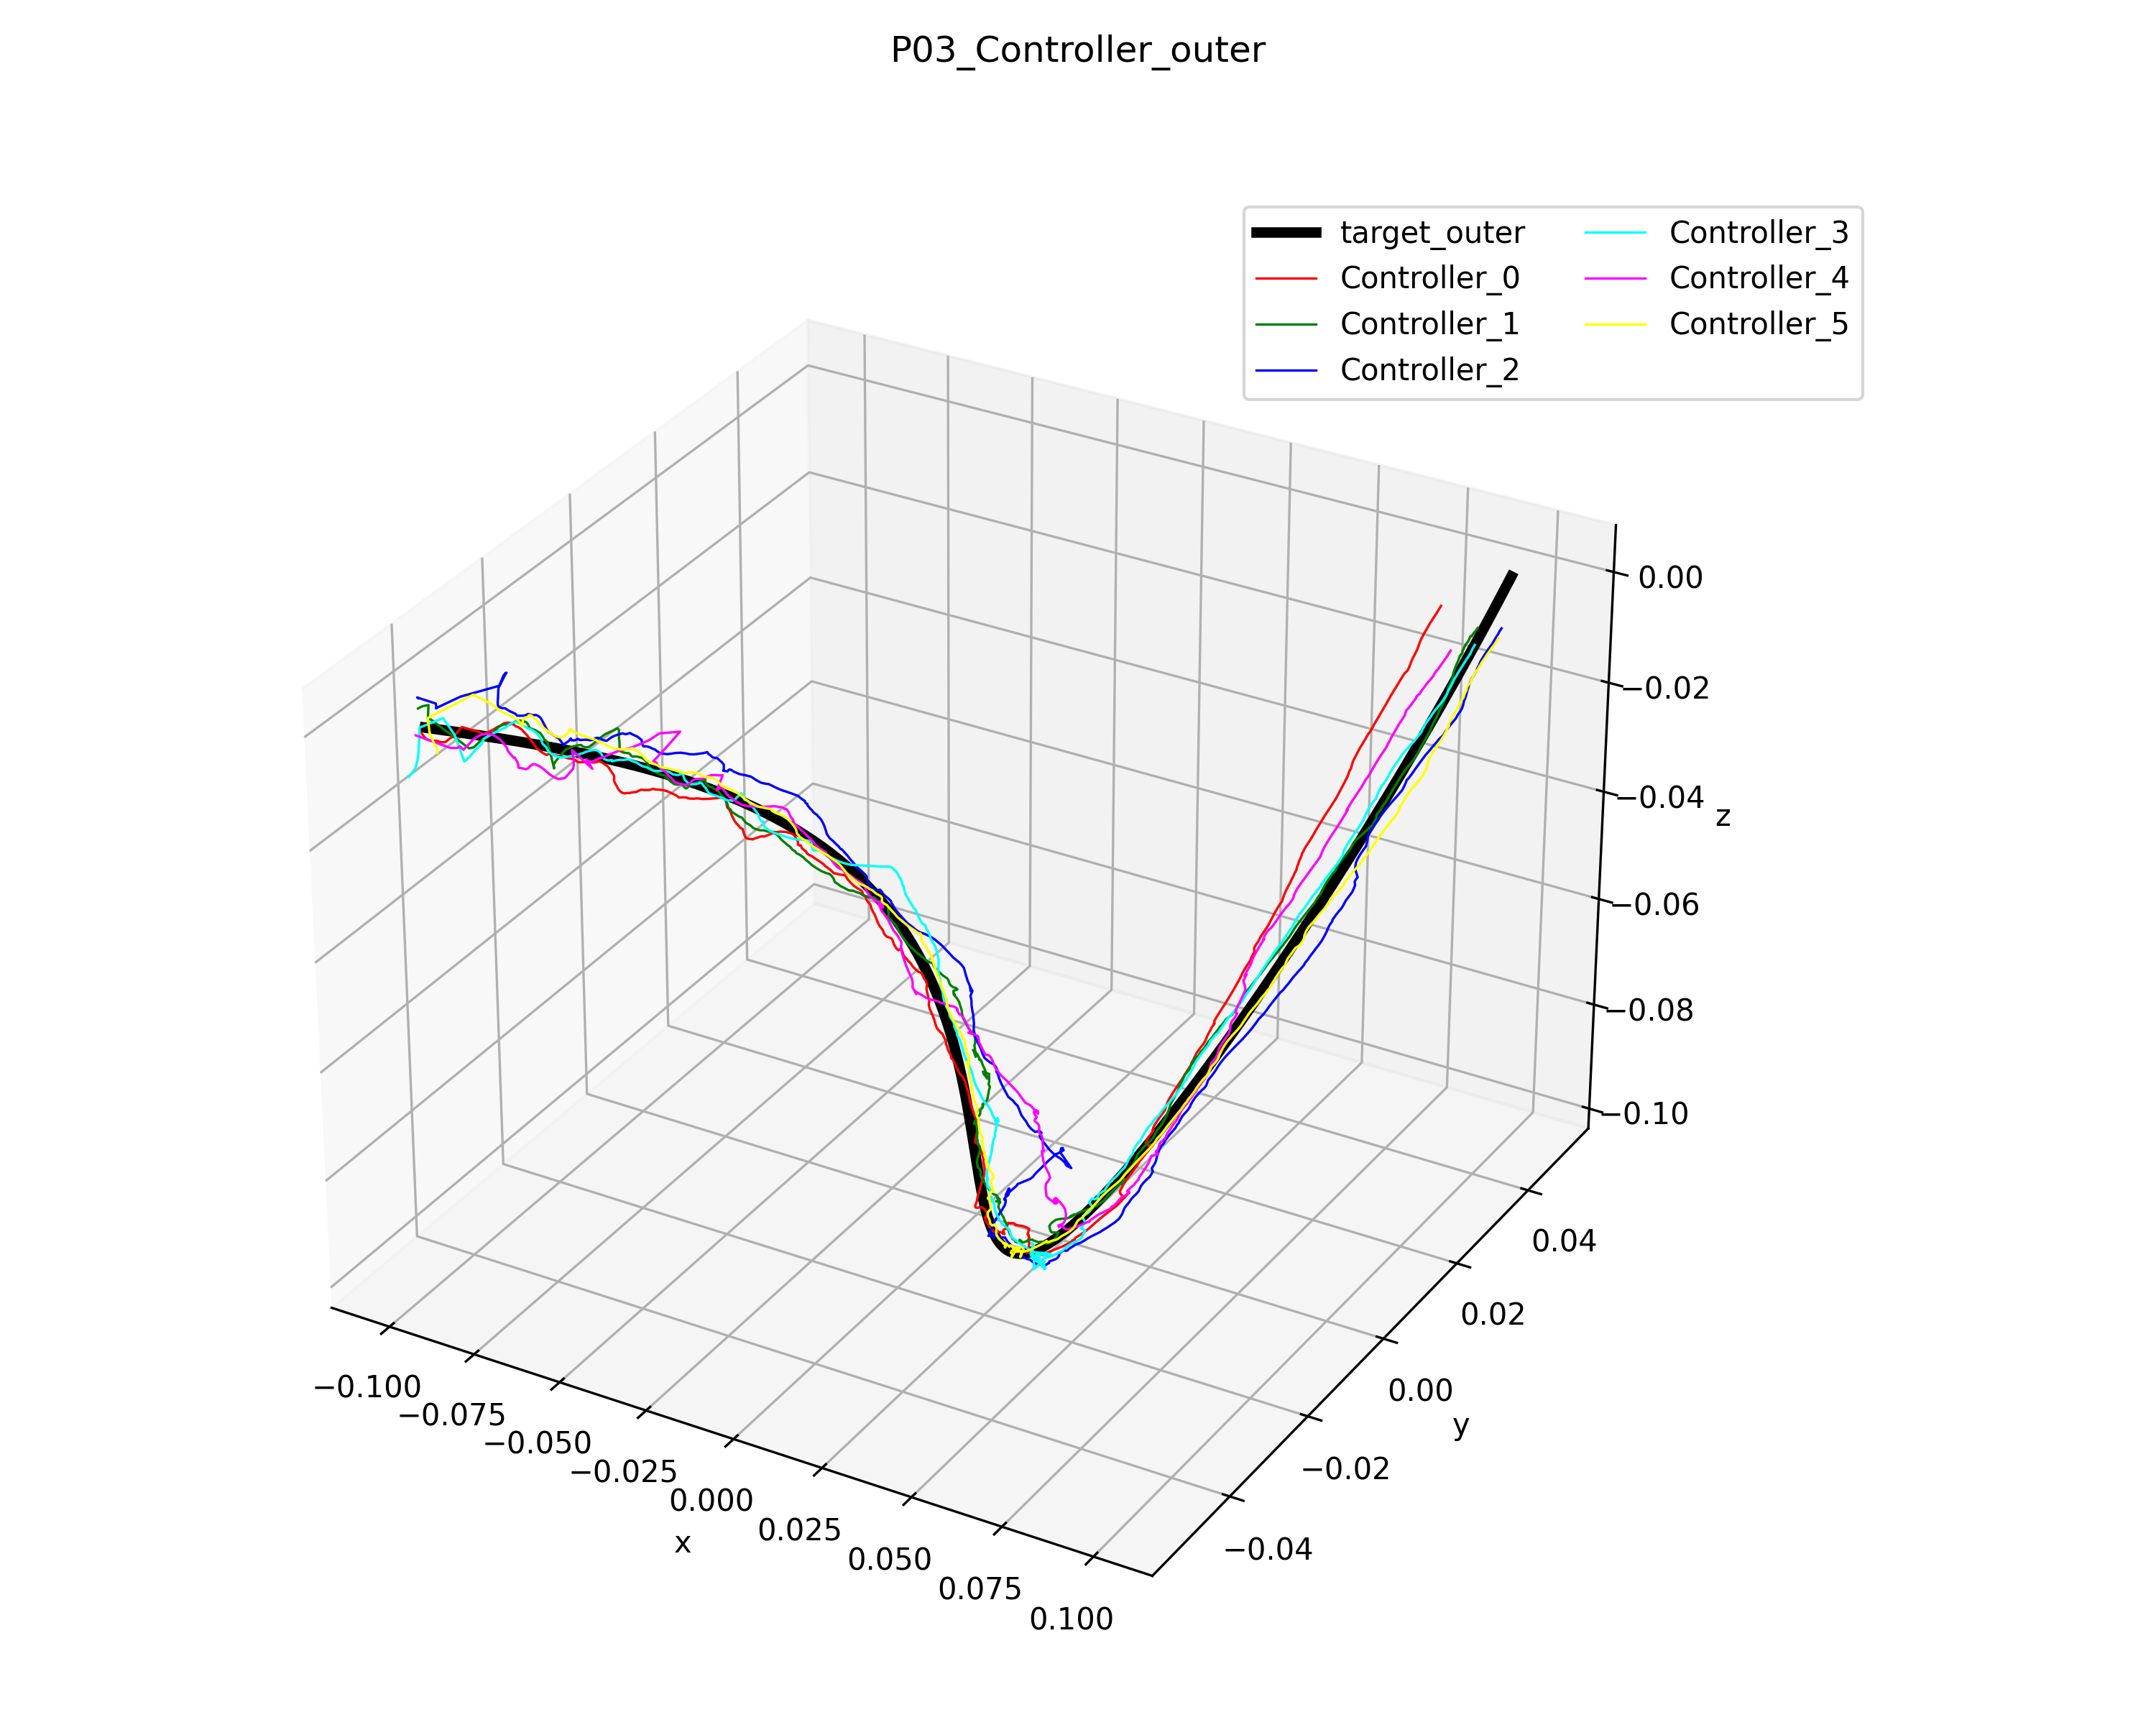 P03_Controller_outer
target_outer
Controller_0
Controller_1
Controller_2
Controller_3
Controller_4
Controller_5
0.00
−0.02
−0.04
−0.06
−0.08
−0.10
z
0.04
0.02
0.00
−0.02
−0.04
y
−0.100
−0.075
−0.050
−0.025
0.000
0.025
0.050
0.075
0.100
x